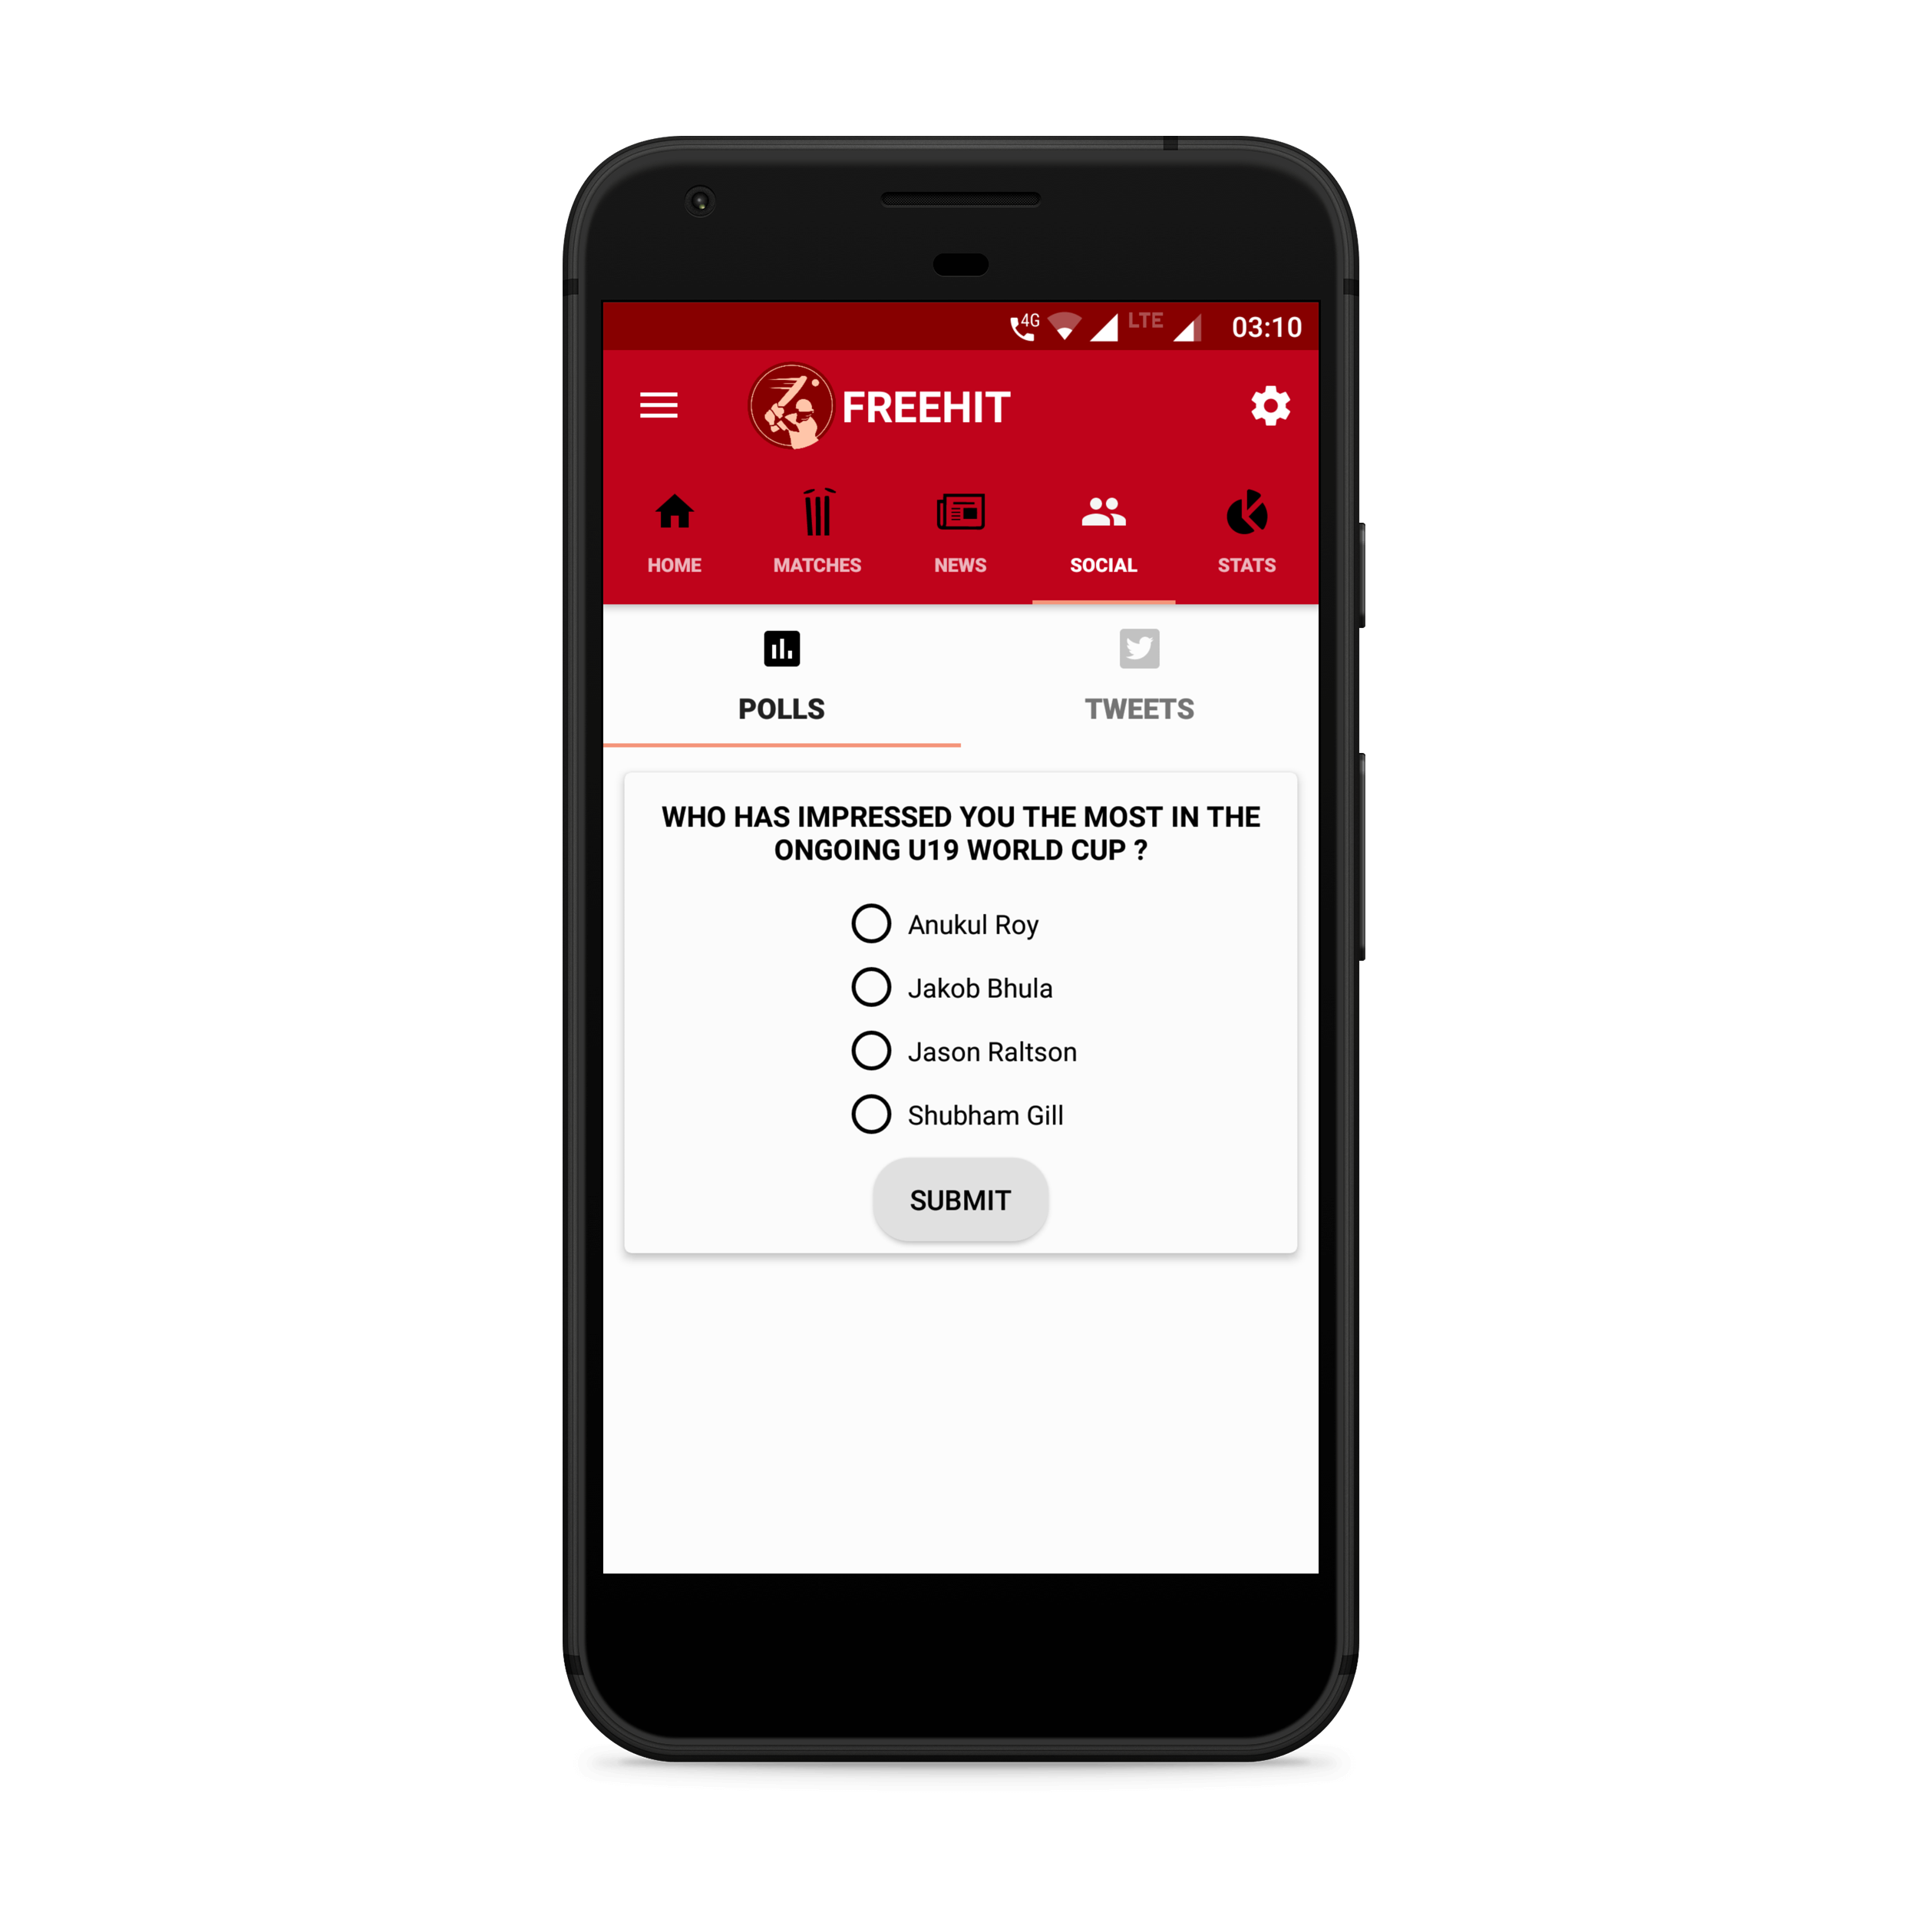 4G LTE 03:10
FREEHIT
HOME MATCHES NEWS SOCIAL STATS
POLLS TWEETS
WHO HAS IMPRESSED YOU THE MOST IN THE
ONGOING U19 WORLD CUP ?
Anukul Roy
Jakob Bhula
Jason Raltson
Shubham Gill
SUBMIT